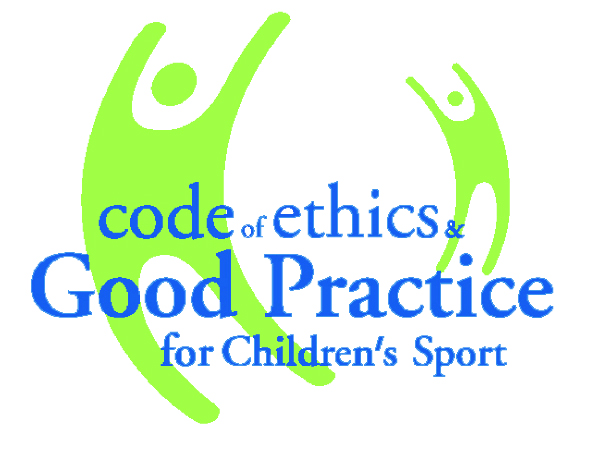 code of ethics &
Good Practice
for Children's Sport